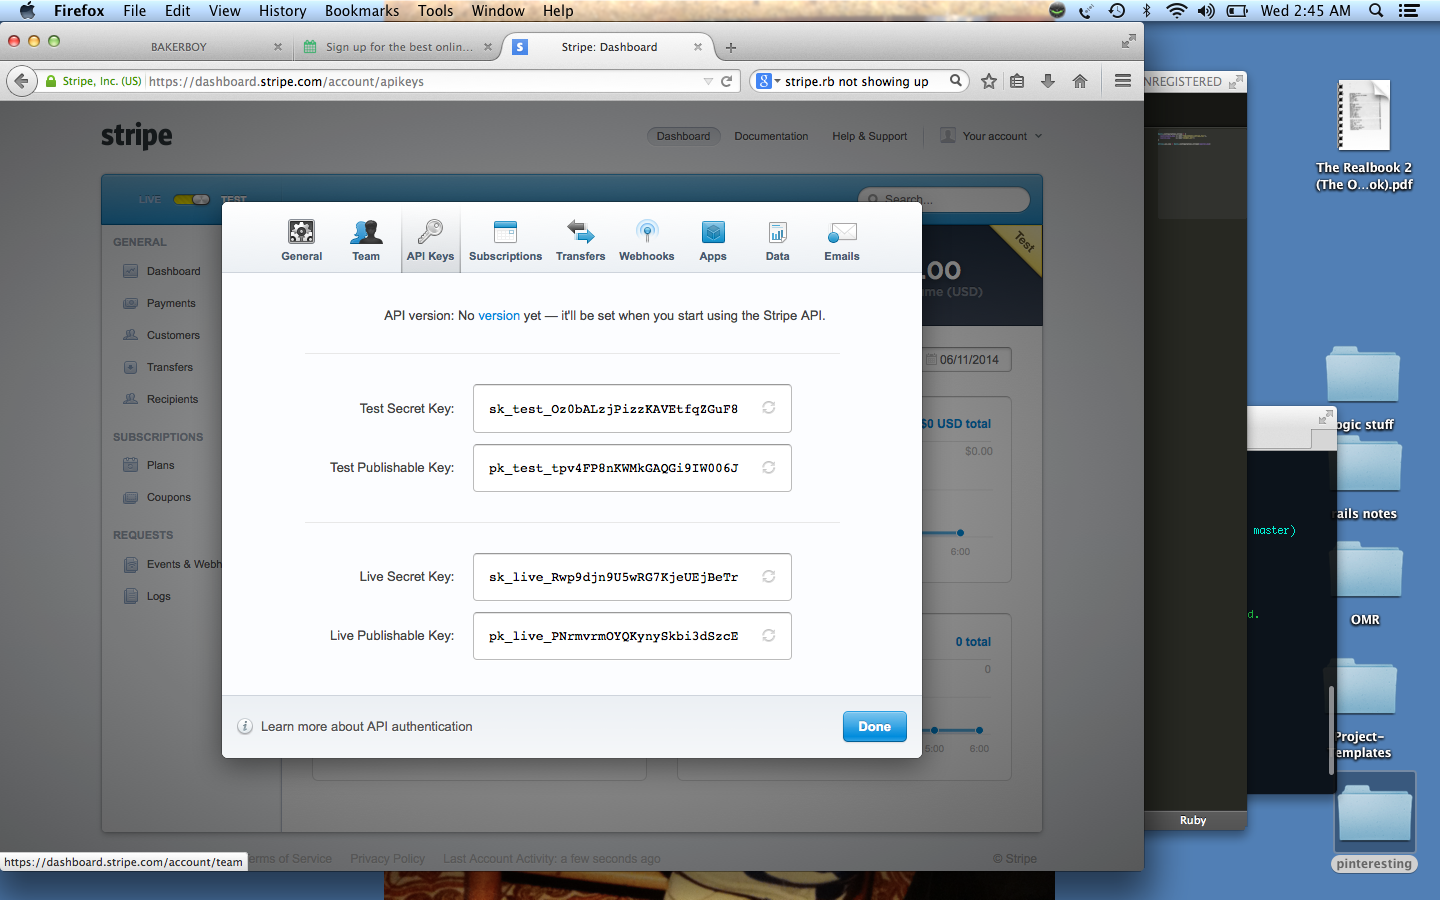 Firefox File Edit View History Bookmarks Tools Window Help
Wed 2:45 AM
BAKERBOY
Sign up for the best onlin...
Stripe: Dashboard
Stripe, Inc. (US)
https://dashboard.stripe.com/account/apikeys
stripe.rb not showing up
NREGISTERED
stripe
Dashboard Documentation Help & Support Your account
LIVE TEST
Search...
GENERAL
Dashboard
Payments
Customers
Transfers
Recipients
SUBSCRIPTIONS
Plans
Coupons
REQUESTS
Events & Webh
Logs
General Team API Keys Subscriptions Transfers Webhooks Apps Data Emails
API version: No version yet — it'll be set when you start using the Stripe API.
Test Secret Key: sk_test_Oz0bALzjPizzKAVEtfqZGuF8
Test Publishable Key: pk_test_tpv4FP8nKWMkGAQGi9IW006J
Live Secret Key: sk_live_Rwp9djn9U5wRG7KjeUEjBeTr
Live Publishable Key: pk_live_PNrmvrmOYQKynySkbi3dSzcE
Learn more about API authentication
Done
Test
.00
me (USD)
06/11/2014
$0 USD total
$0.00
6:00
0 total
0
6:00 6:00
https://dashboard.stripe.com/account/team
erms of Service Privacy Policy Last Account Activity: a few seconds ago
© Stripe
master)
d.
Ruby
The Realbook 2
(The O...ok).pdf
ogic stuff
ails notes
OMR
Project-
emplates
pinteresting